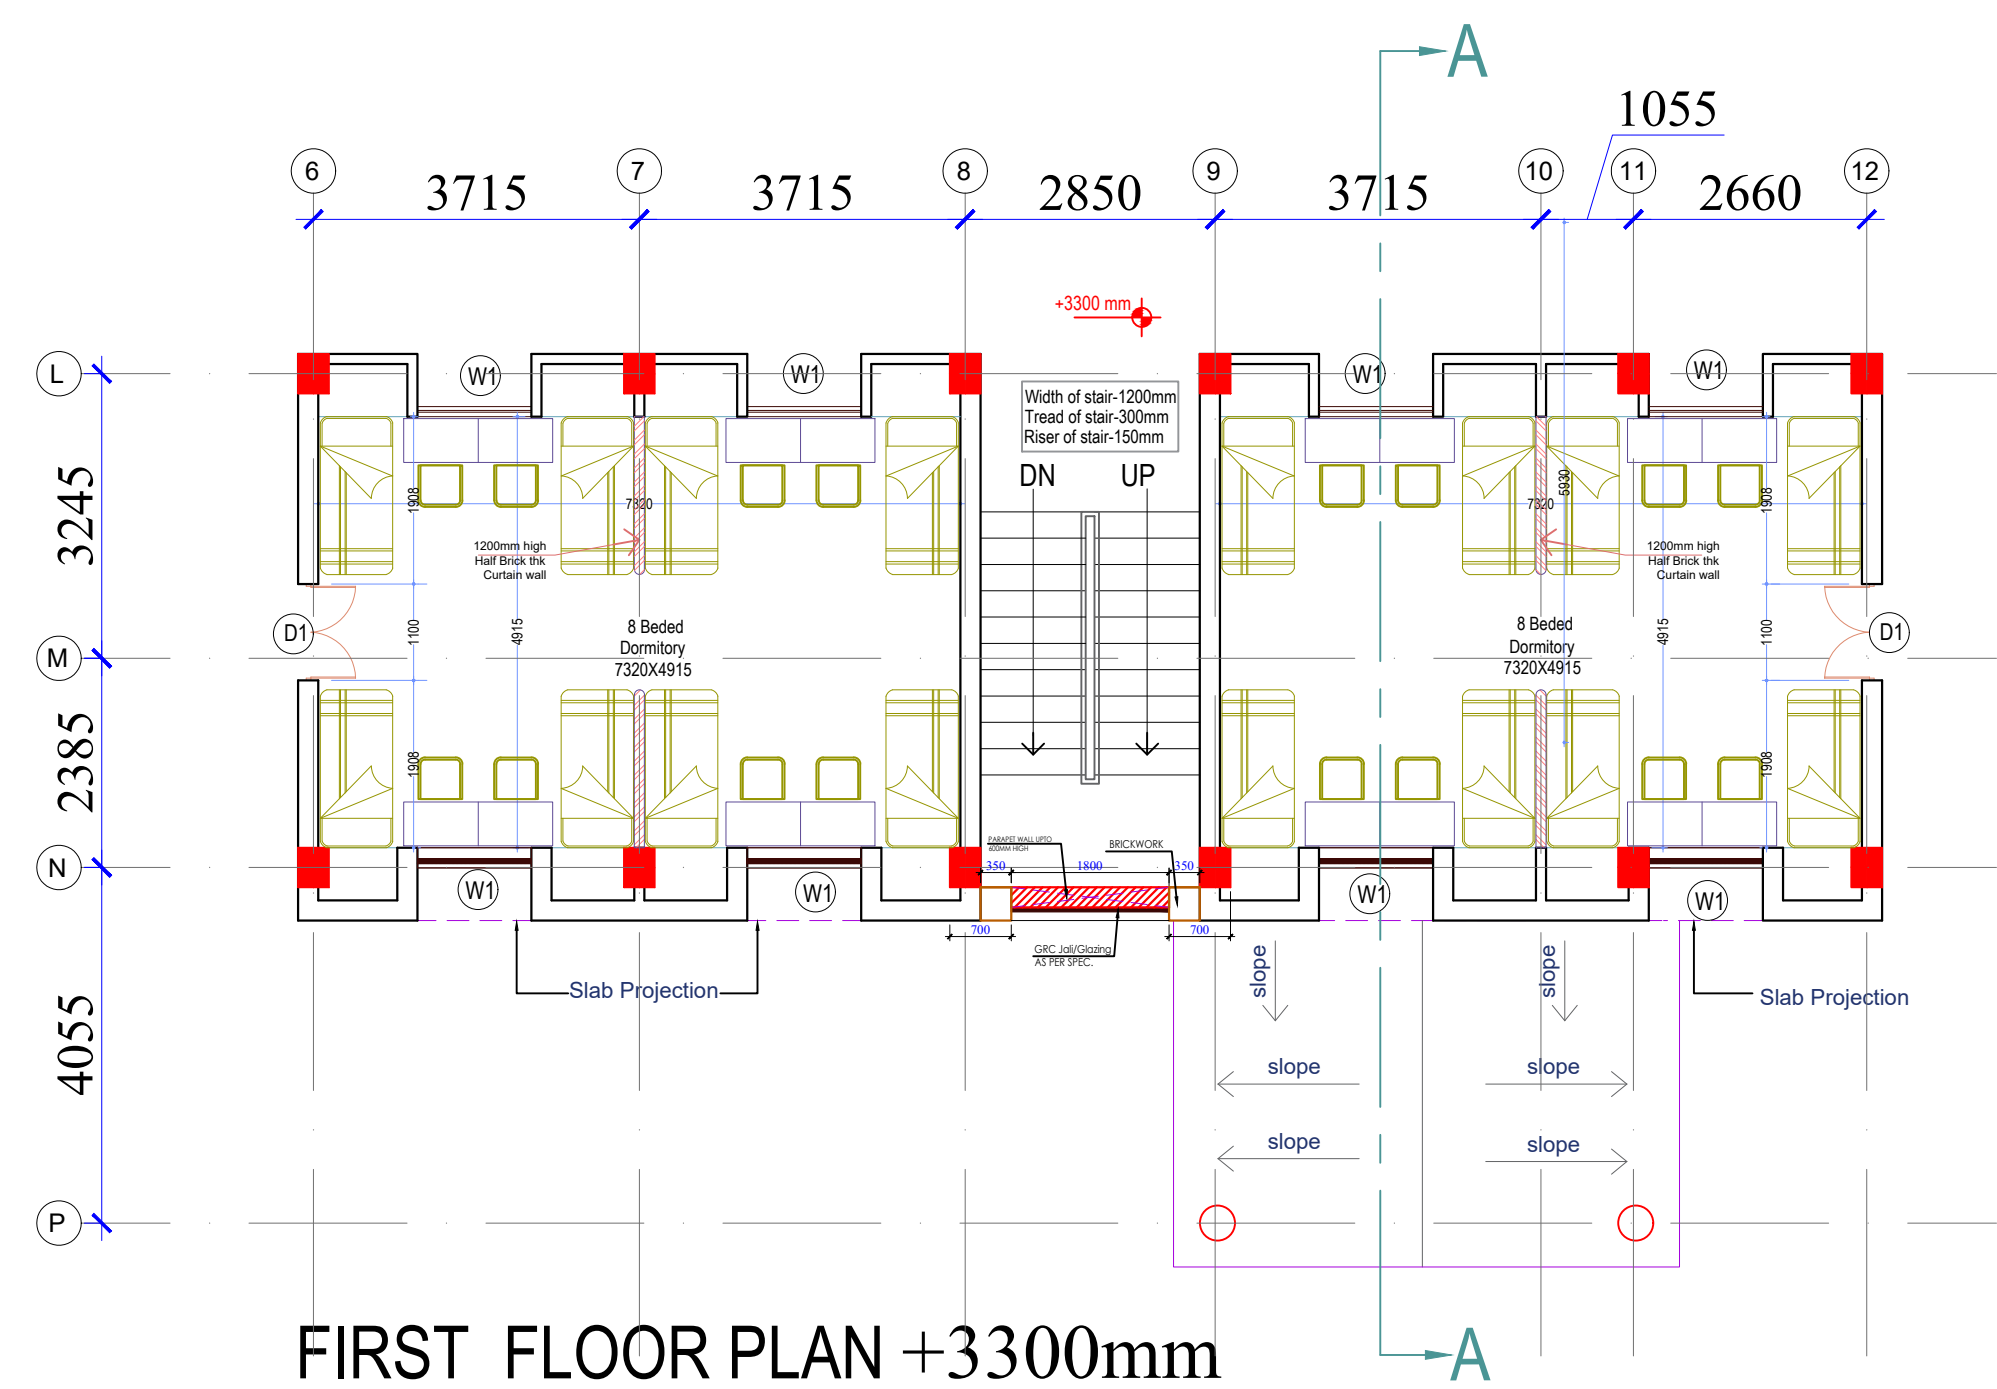 A
1055
6
7
8
9
10
11
12
3715
3715
2850
3715
2660
+3300 mm
L
W1
W1
W1
W1
Width of stair-1200mm
Tread of stair-300mm
Riser of stair-150mm
DN
UP
3245
1908
7320
7320
5930
1908
1200mm high
Half Brick thk
Curtain wall
1200mm high
Half Brick thk
Curtain wall
D1
1100
4915
8 Beded
Dormitory
7320X4915
8 Beded
Dormitory
7320X4915
4915
1100
D1
M
2385
1908
1908
PARAPET WALL UPTO
600MM HIGH
BRICKWORK
350
1800
350
N
W1
W1
W1
W1
700
700
GRC Jali/Glazing
AS PER SPEC.
slope
slope
Slab Projection
Slab Projection
4055
slope
slope
slope
slope
P
FIRST FLOOR PLAN +3300mm
A